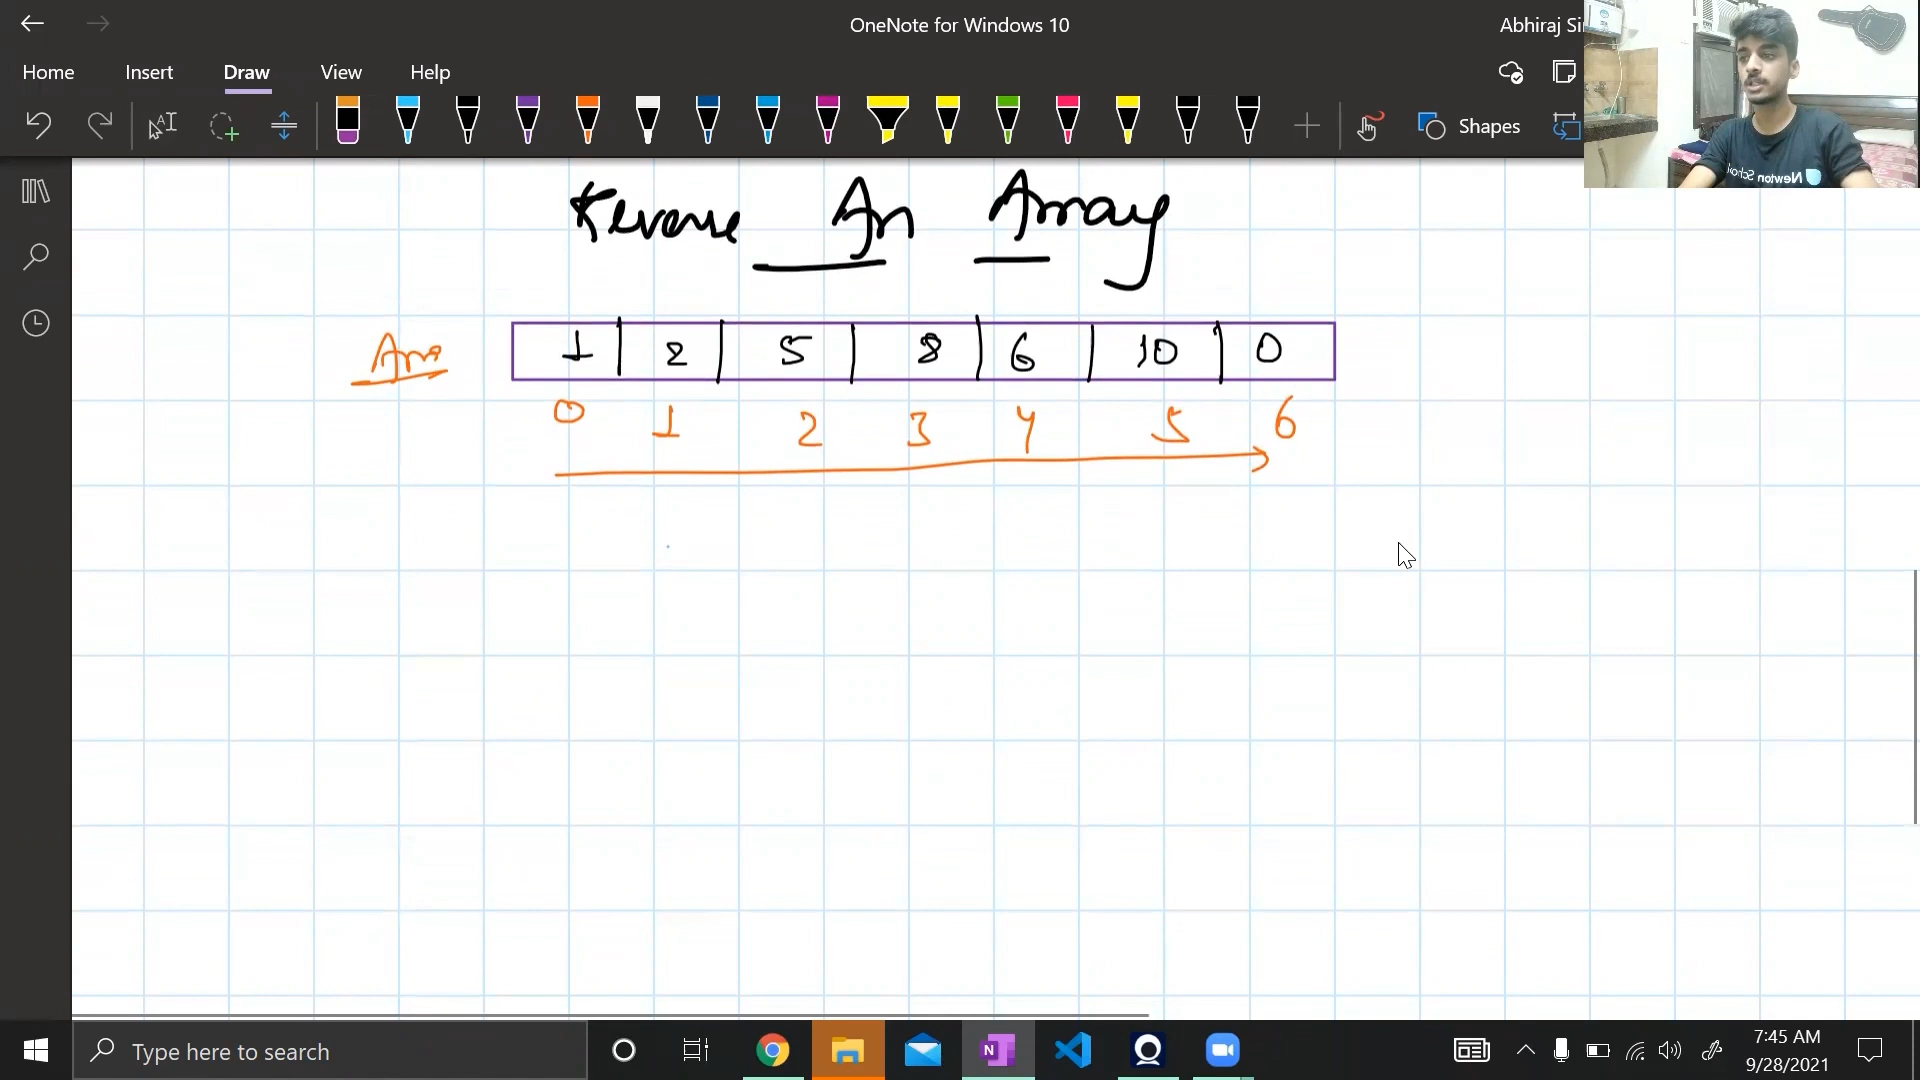 OneNote for Windows 10
Abhiraj Si
Home Insert Draw View Help
Shapes
Reverse An Array
Arr 1 2 5 8 6 10 0
0 1 2 3 4 5 6
Newton School
Type here to search
7:45 AM
9/28/2021